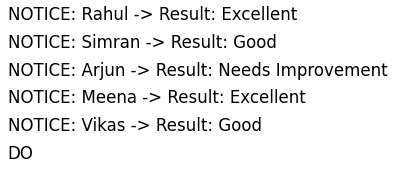 NOTICE: Rahul -> Result: Excellent
NOTICE: Simran -> Result: Good
NOTICE: Arjun -> Result: Needs Improvement
NOTICE: Meena -> Result: Excellent
NOTICE: Vikas -> Result: Good
DO